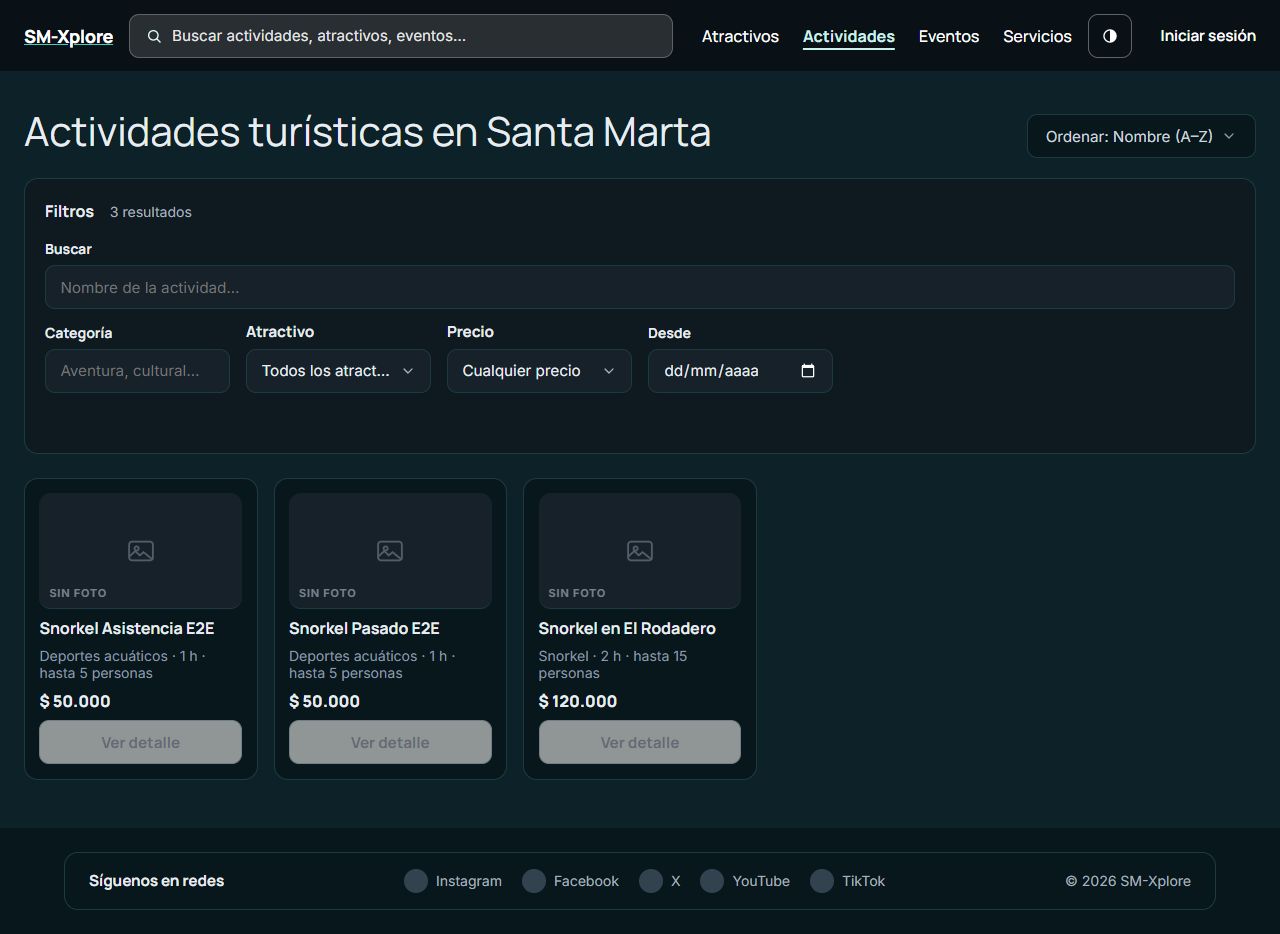 SM-Xplore
Buscar actividades, atractivos, eventos...
Atractivos
Actividades
Eventos
Servicios
Iniciar sesión
Actividades turísticas en Santa Marta
Ordenar: Nombre (A–Z)
Filtros
3 resultados
Buscar
Nombre de la actividad...
Categoría
Atractivo
Precio
Desde
Aventura, cultural...
Todos los atract...
Cualquier precio
dd/mm/aaaa
SIN FOTO
SIN FOTO
SIN FOTO
Snorkel Asistencia E2E
Deportes acuáticos · 1 h ·
hasta 5 personas
$ 50.000
Ver detalle
Snorkel Pasado E2E
Deportes acuáticos · 1 h ·
hasta 5 personas
$ 50.000
Ver detalle
Snorkel en El Rodadero
Snorkel · 2 h · hasta 15
personas
$ 120.000
Ver detalle
Síguenos en redes
Instagram
Facebook
X
YouTube
TikTok
© 2026 SM-Xplore